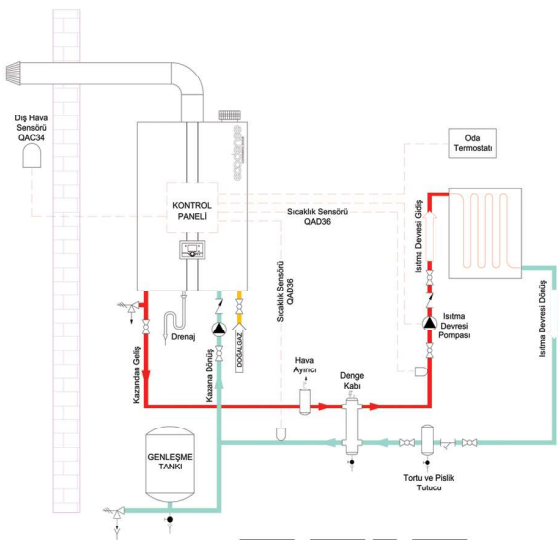 Dış Hava
Sensörü
QAC34
ecodense
KONTROL
PANELİ
Oda
Termostatı
Sıcaklık Sensörü
QAD36
Isıtma Devresi Gidiş
Isıtma Devresi Dönüş
Sıcaklık Sensörü
QAD36
Isıtma
Devresi
Pompası
Drenaj
DOĞALGAZ
Kazandan Geliş
Kazana Dönüş
Hava
Ayırıcı
Denge
Kabı
GENLEŞME
TANKI
Tortu ve Pislik
Tutucu